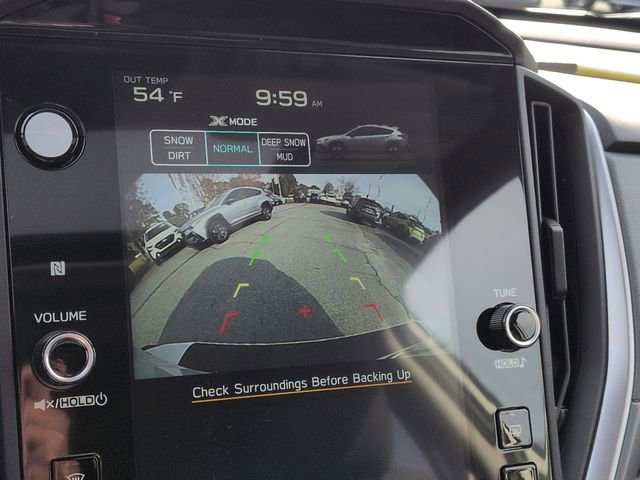 OUT TEMP
54 °F
9:59 AM
X MODE
SNOW DIRT
NORMAL
DEEP SNOW MUD
N
VOLUME
/HOLD
TUNE
HOLD
Check Surroundings Before Backing Up